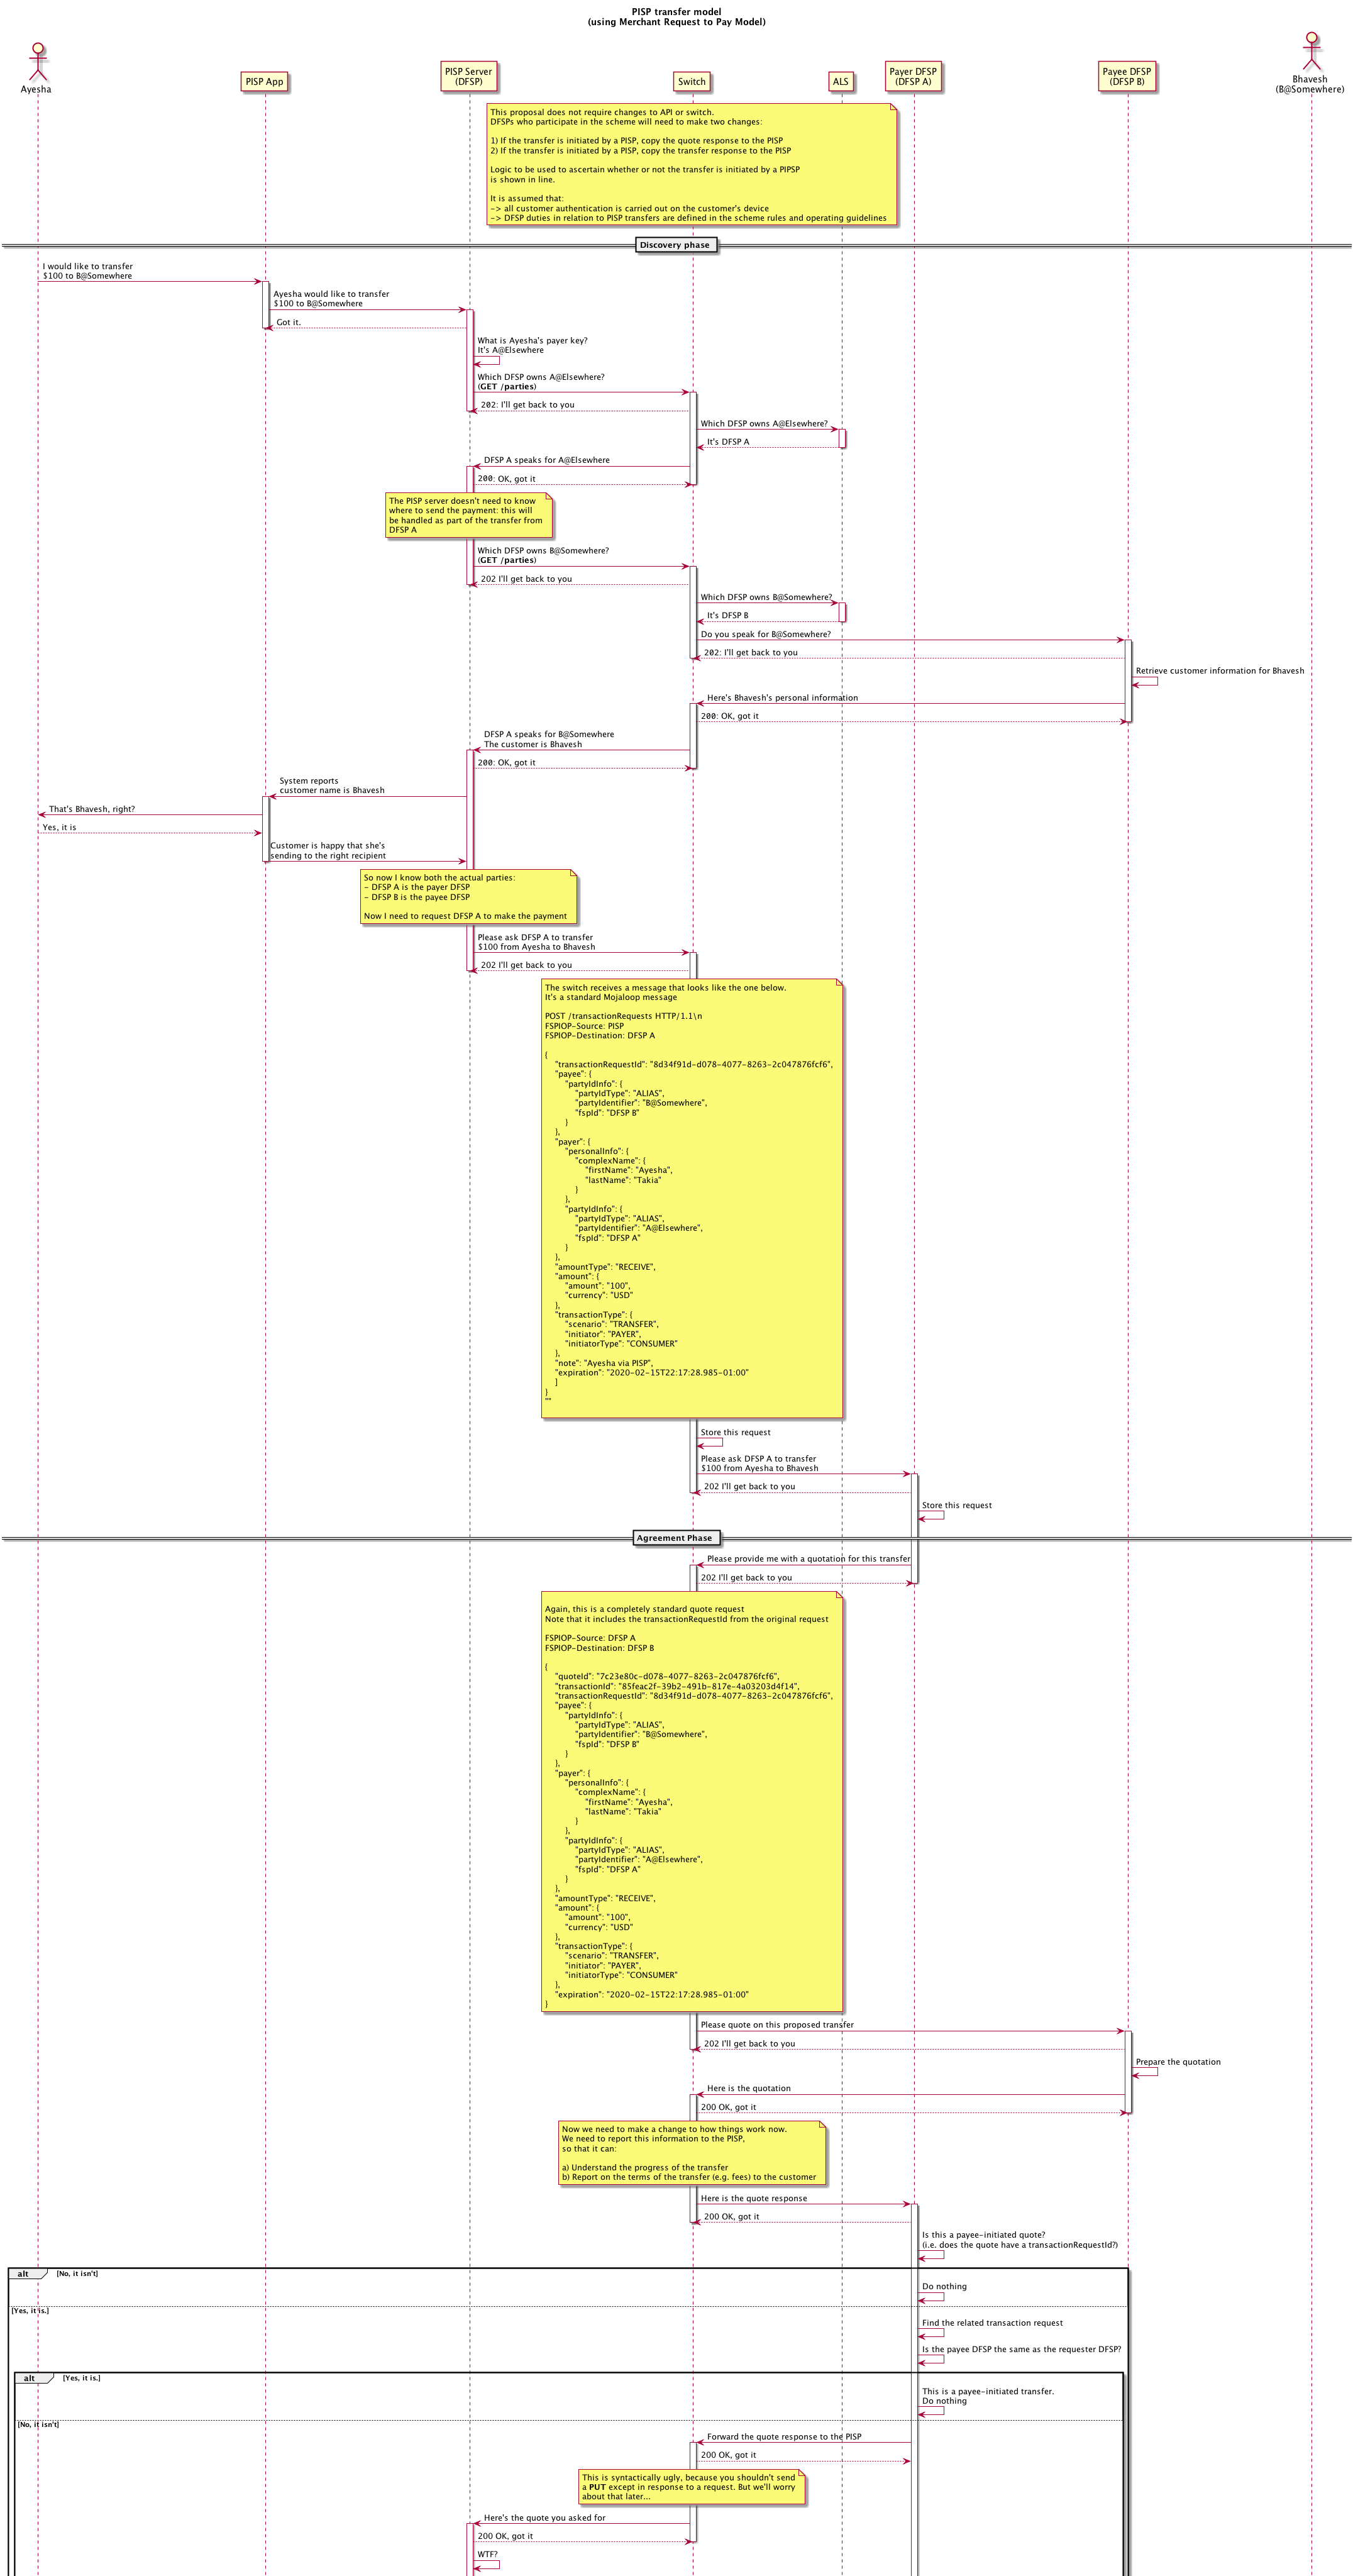 PISP transfer model
(using Merchant Request to Pay Model)
Ayesha
PISP App
PISP Server
(DFSP)
Switch
ALS
Payer DFSP
(DFSP A)
Payee DFSP
(DFSP B)
Bhavesh
(B@Somewhere)
This proposal does not require changes to API or switch.
DFSPs who participate in the scheme will need to make two changes:
1) If the transfer is initiated by a PISP, copy the quote response to the PISP
2) If the transfer is initiated by a PISP, copy the transfer response to the PISP
Logic to be used to ascertain whether or not the transfer is initiated by a PIPSP
is shown in line.
It is assumed that:
-> all customer authentication is carried out on the customer's device
-> DFSP duties in relation to PISP transfers are defined in the scheme rules and operating guidelines
Discovery phase
I would like to transfer
$100 to B@Somewhere
Ayesha would like to transfer
$100 to B@Somewhere
Got it.
What is Ayesha's payer key?
It's A@Elsewhere
Which DFSP owns A@Elsewhere?
(GET /parties)
202: I'll get back to you
Which DFSP owns A@Elsewhere?
It's DFSP A
DFSP A speaks for A@Elsewhere
200: OK, got it
The PISP server doesn't need to know
where to send the payment: this will
be handled as part of the transfer from
DFSP A
Which DFSP owns B@Somewhere?
(GET /parties)
202 I'll get back to you
Which DFSP owns B@Somewhere?
It's DFSP B
Do you speak for B@Somewhere?
202: I'll get back to you
Retrieve customer information for Bhavesh
Here's Bhavesh's personal information
200: OK, got it
DFSP A speaks for B@Somewhere
The customer is Bhavesh
200: OK, got it
System reports
customer name is Bhavesh
That's Bhavesh, right?
Yes, it is
Customer is happy that she's
sending to the right recipient
So now I know both the actual parties:
- DFSP A is the payer DFSP
- DFSP B is the payee DFSP
Now I need to request DFSP A to make the payment
Please ask DFSP A to transfer
$100 from Ayesha to Bhavesh
202 I'll get back to you
The switch receives a message that looks like the one below.
It's a standard Mojaloop message
POST /transactionRequests HTTP/1.1\n
FSPIOP-Source: PISP
FSPIOP-Destination: DFSP A
{
"transactionRequestId": "8d34f91d-d078-4077-8263-2c047876fcf6",
"payee": {
"partyIdInfo": {
"partyIdType": "ALIAS",
"partyIdentifier": "B@Somewhere",
"fspId": "DFSP B"
}
},
"payer": {
"personalInfo": {
"complexName": {
"firstName": "Ayesha",
"lastName": "Takia"
}
},
"partyIdInfo": {
"partyIdType": "ALIAS",
"partyIdentifier": "A@Elsewhere",
"fspId": "DFSP A"
}
},
"amountType": "RECEIVE",
"amount": {
"amount": "100",
"currency": "USD"
},
"transactionType": {
"scenario": "TRANSFER",
"initiator": "PAYER",
"initiatorType": "CONSUMER"
},
"note": "Ayesha via PISP",
"expiration": "2020-02-15T22:17:28.985-01:00"
]
}
""
Store this request
Please ask DFSP A to transfer
$100 from Ayesha to Bhavesh
202 I'll get back to you
Store this request
Agreement Phase
Please provide me with a quotation for this transfer
202 I'll get back to you
Again, this is a completely standard quote request
Note that it includes the transactionRequestId from the original request
FSPIOP-Source: DFSP A
FSPIOP-Destination: DFSP B
{
"quoteId": "7c23e80c-d078-4077-8263-2c047876fcf6",
"transactionId": "85feac2f-39b2-491b-817e-4a03203d4f14",
"transactionRequestId": "8d34f91d-d078-4077-8263-2c047876fcf6",
"payee": {
"partyIdInfo": {
"partyIdType": "ALIAS",
"partyIdentifier": "B@Somewhere",
"fspId": "DFSP B"
}
},
"payer": {
"personalInfo": {
"complexName": {
"firstName": "Ayesha",
"lastName": "Takia"
}
},
"partyIdInfo": {
"partyIdType": "ALIAS",
"partyIdentifier": "A@Elsewhere",
"fspId": "DFSP A"
}
},
"amountType": "RECEIVE",
"amount": {
"amount": "100",
"currency": "USD"
},
"transactionType": {
"scenario": "TRANSFER",
"initiator": "PAYER",
"initiatorType": "CONSUMER"
},
"expiration": "2020-02-15T22:17:28.985-01:00"
}
Please quote on this proposed transfer
202 I'll get back to you
Prepare the quotation
Here is the quotation
200 OK, got it
Now we need to make a change to how things work now.
We need to report this information to the PISP,
so that it can:
a) Understand the progress of the transfer
b) Report on the terms of the transfer (e.g. fees) to the customer
Here is the quote response
200 OK, got it
Is this a payee-initiated quote?
(i.e. does the quote have a transactionRequestId?)
alt [No, it isn't]
Do nothing
[Yes, it is.]
Find the related transaction request
Is the payee DFSP the same as the requester DFSP?
alt [Yes, it is.]
This is a payee-initiated transfer.
Do nothing
[No, it isn't]
Forward the quote response to the PISP
200 OK, got it
This is syntactically ugly, because you shouldn't send
a PUT except in response to a request. But we'll worry
about that later...
Here's the quote you asked for
200 OK, got it
WTF?